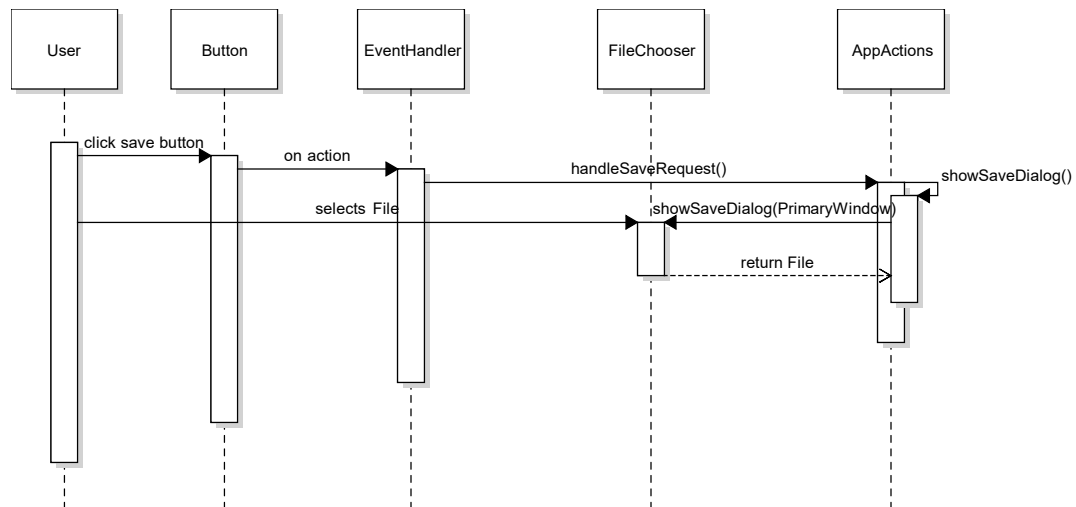 User
Button
EventHandler
FileChooser
AppActions
click save button
on action
handleSaveRequest()
showSaveDialog()
selects File
showSaveDialog(PrimaryWindow)
return File